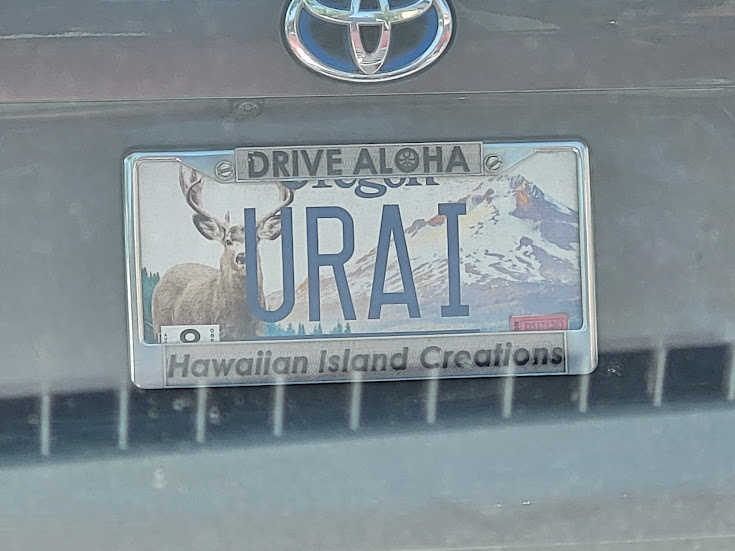 DRIVE ALOHA
Oregon
URAI
Hawaiian Island Creations